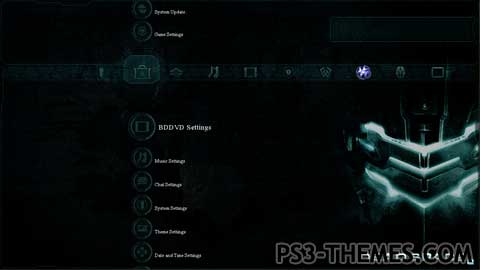 System Update
Game Settings
BDDVD Settings
Music Settings
Chat Settings
System Settings
Theme Settings
Date and Time Settings
PS3-THEMES.COM